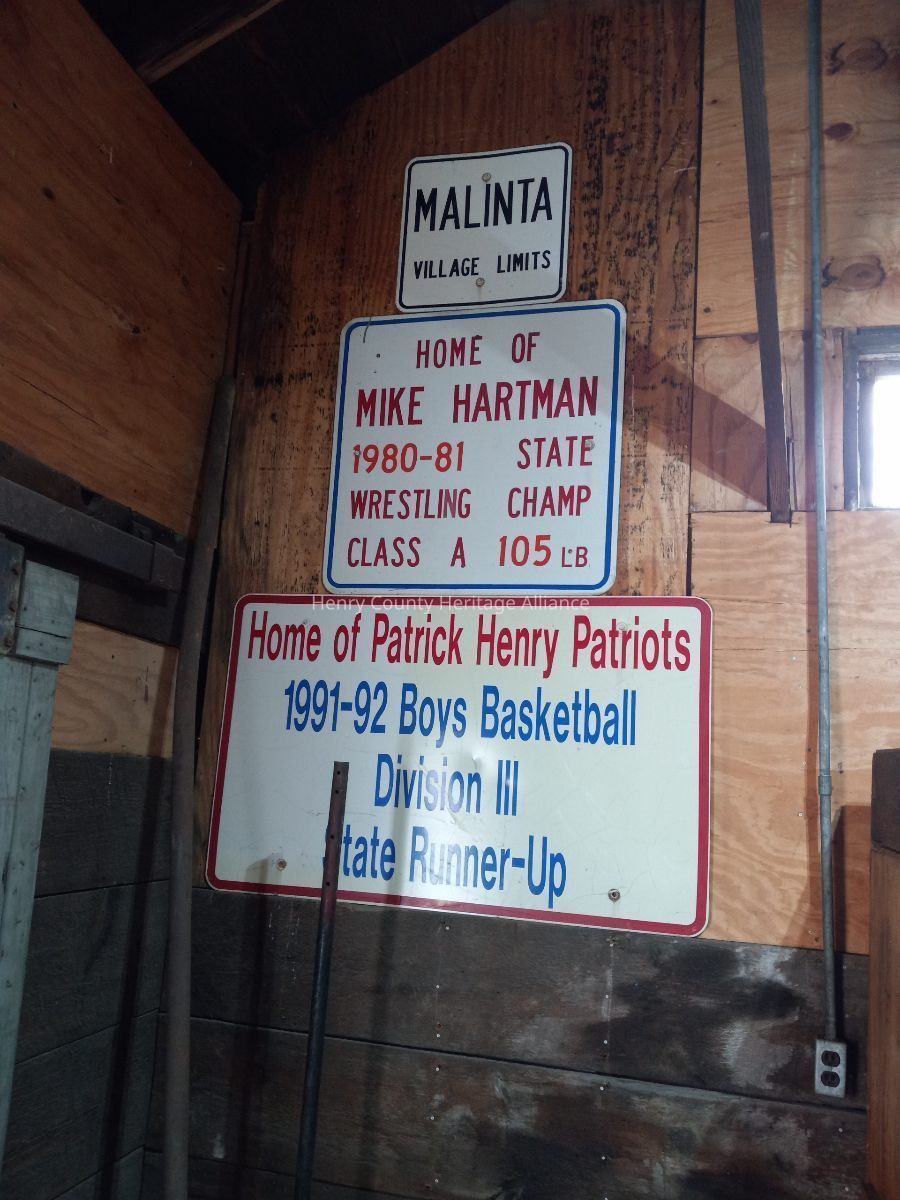 MALINTA
VILLAGE LIMITS
HOME OF
MIKE HARTMAN
1980-81 STATE
WRESTLING CHAMP
CLASS A 105 LB
Henry County Heritage Alliance
Home of Patrick Henry Patriots
1991-92 Boys Basketball
Division III
State Runner-Up